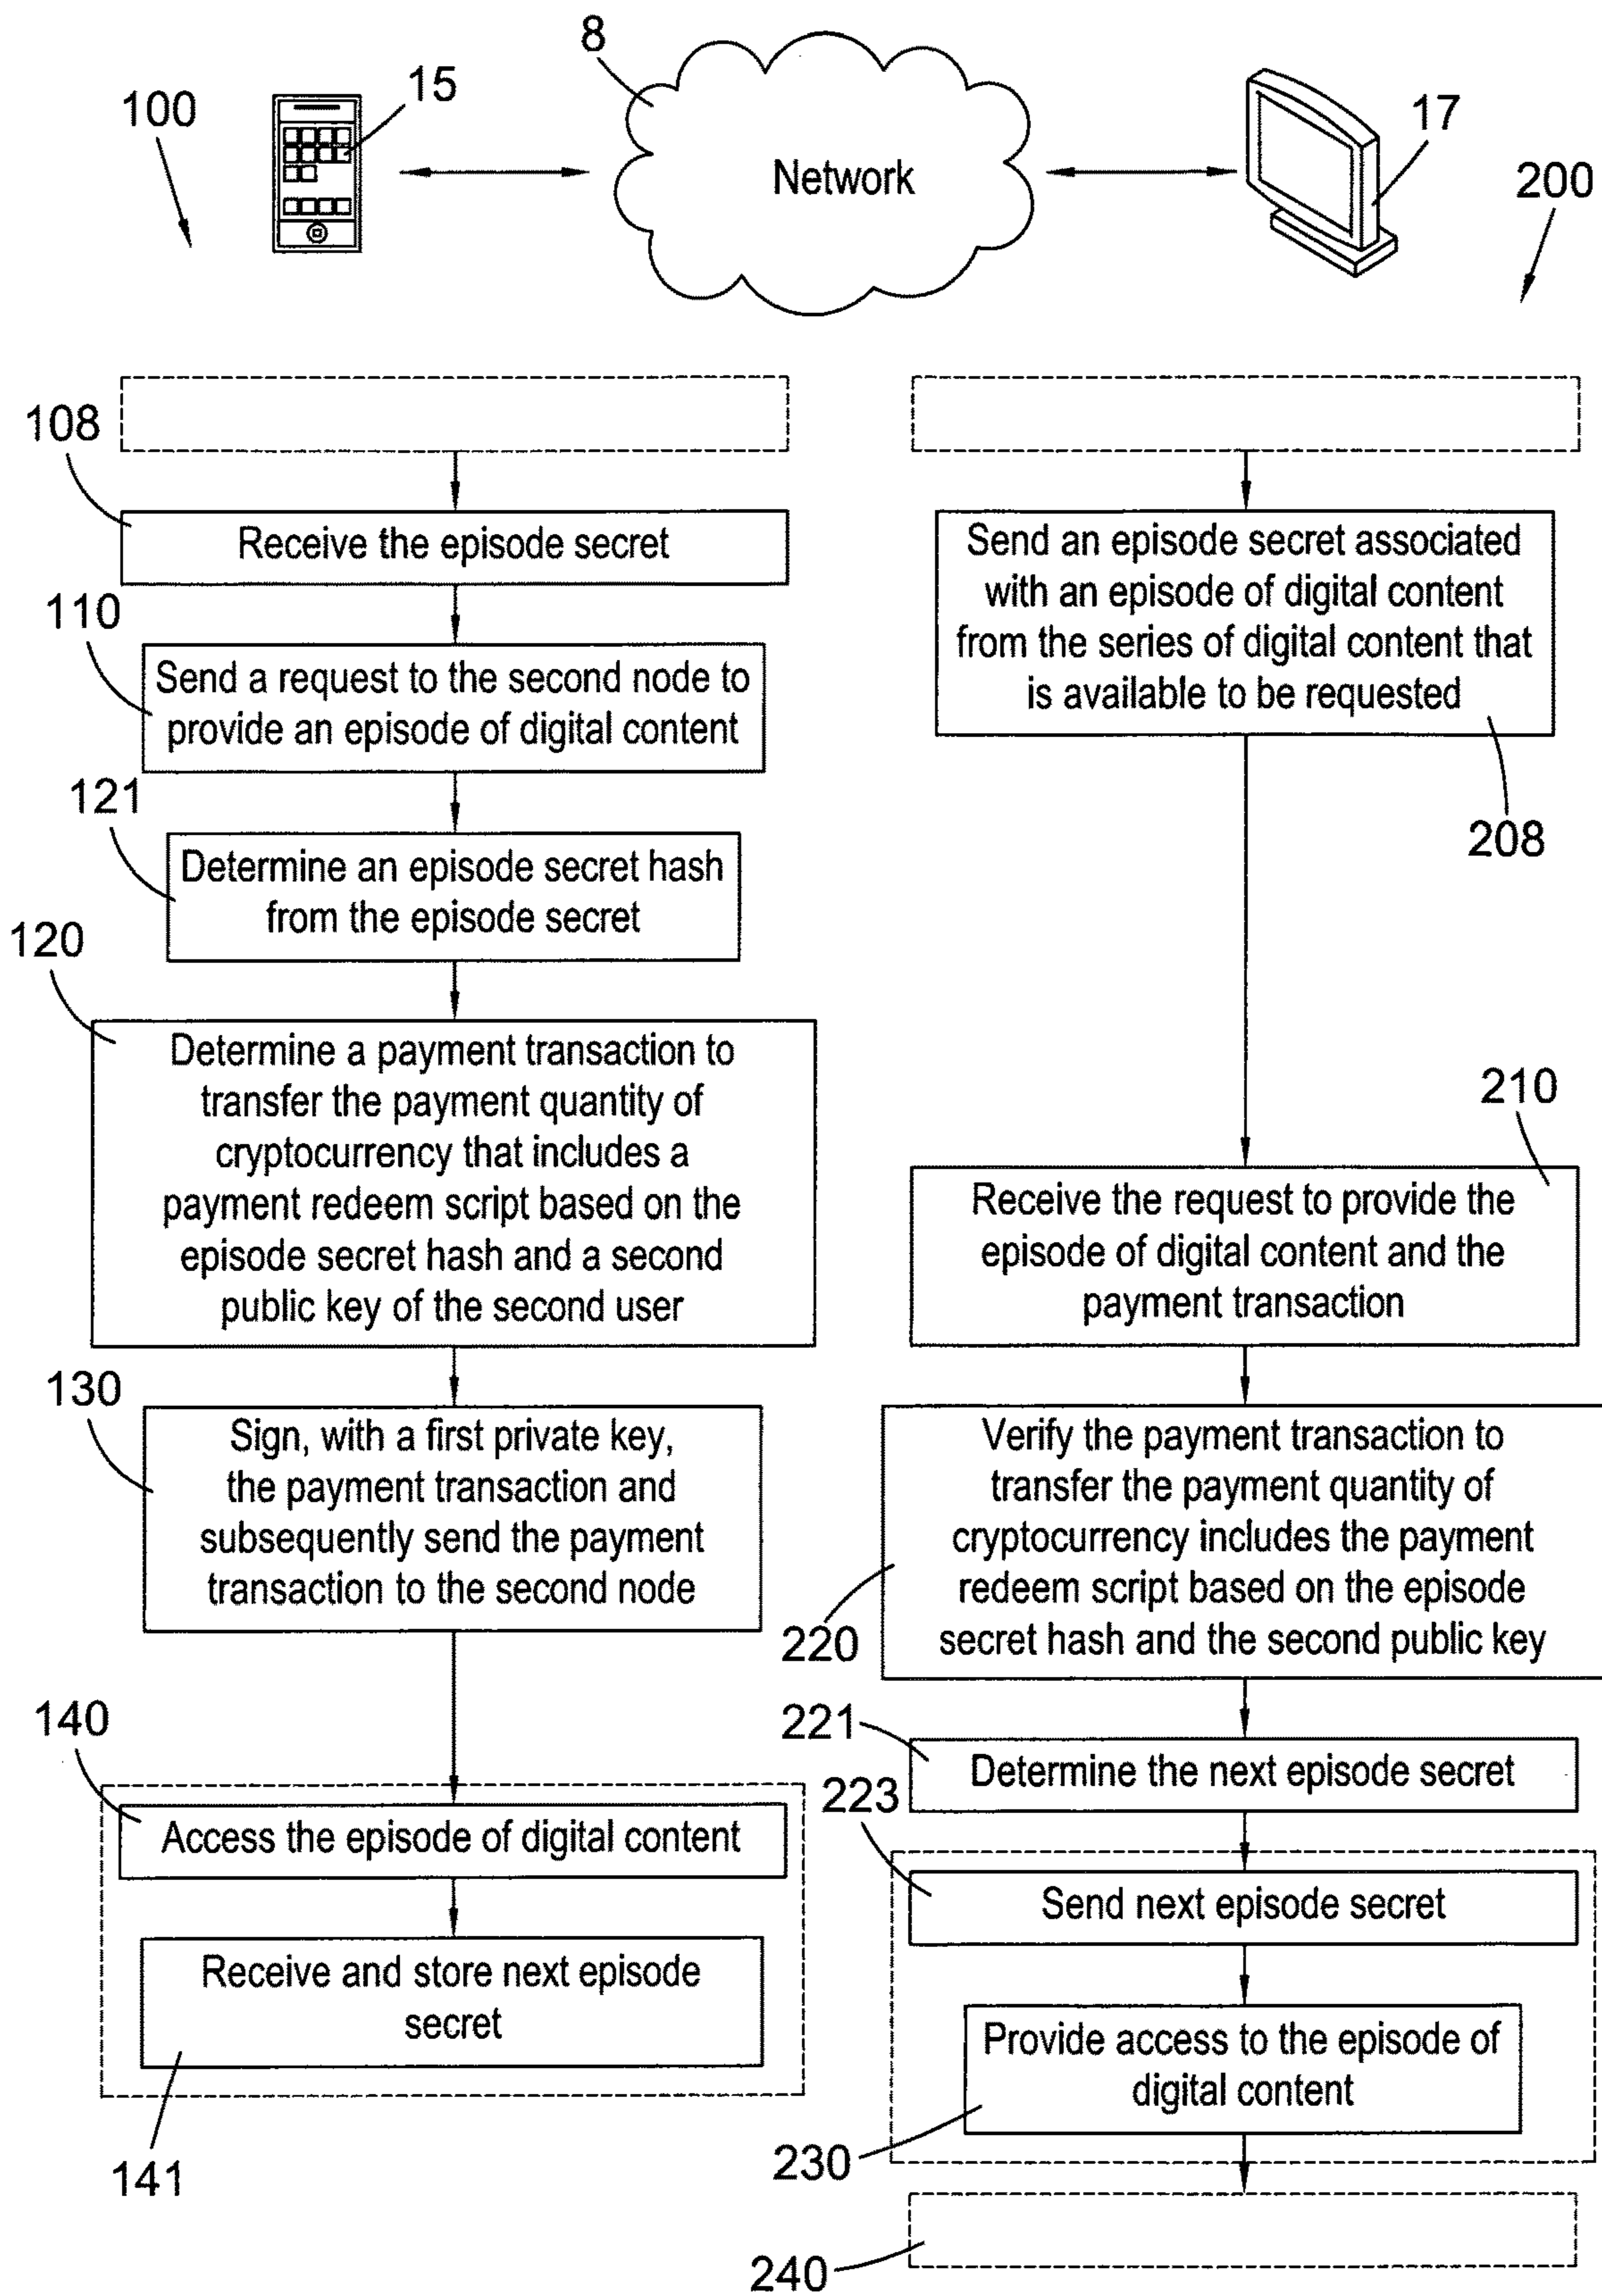 8
15
100
17
Network
200
108
Receive the episode secret
110
Send a request to the second node to
provide an episode of digital content
121
Determine an episode secret hash
from the episode secret
120
Determine a payment transaction to
transfer the payment quantity of
cryptocurrency that includes a
payment redeem script based on the
episode secret hash and a second
public key of the second user
130
Sign, with a first private key,
the payment transaction and
subsequently send the payment
transaction to the second node
140
Access the episode of digital content
Receive and store next episode
secret
141
Send an episode secret associated
with an episode of digital content
from the series of digital content that
is available to be requested
208
210
Receive the request to provide the
episode of digital content and the
payment transaction
Verify the payment transaction to
transfer the payment quantity of
cryptocurrency includes the payment
redeem script based on the episode
secret hash and the second public key
220
221
Determine the next episode secret
223
Send next episode secret
Provide access to the episode of
digital content
230
240